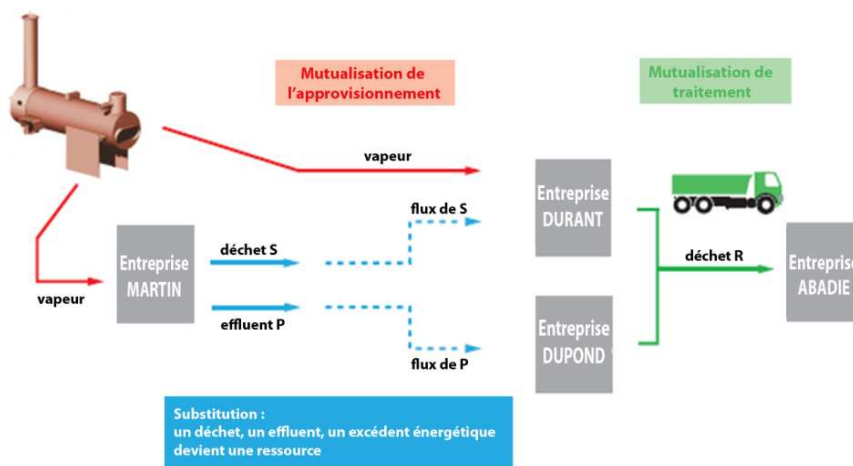 Mutualisation de
l'approvisionnement
Mutualisation de
traitement
vapeur
Entreprise
DURANT
flux de S
déchet S
Entreprise
MARTIN
vapeur
effluent P
flux de P
Entreprise
DUPOND
déchet R
Entreprise
ABADIE
Substitution :
un déchet, un effluent, un excédent énergétique
devient une ressource